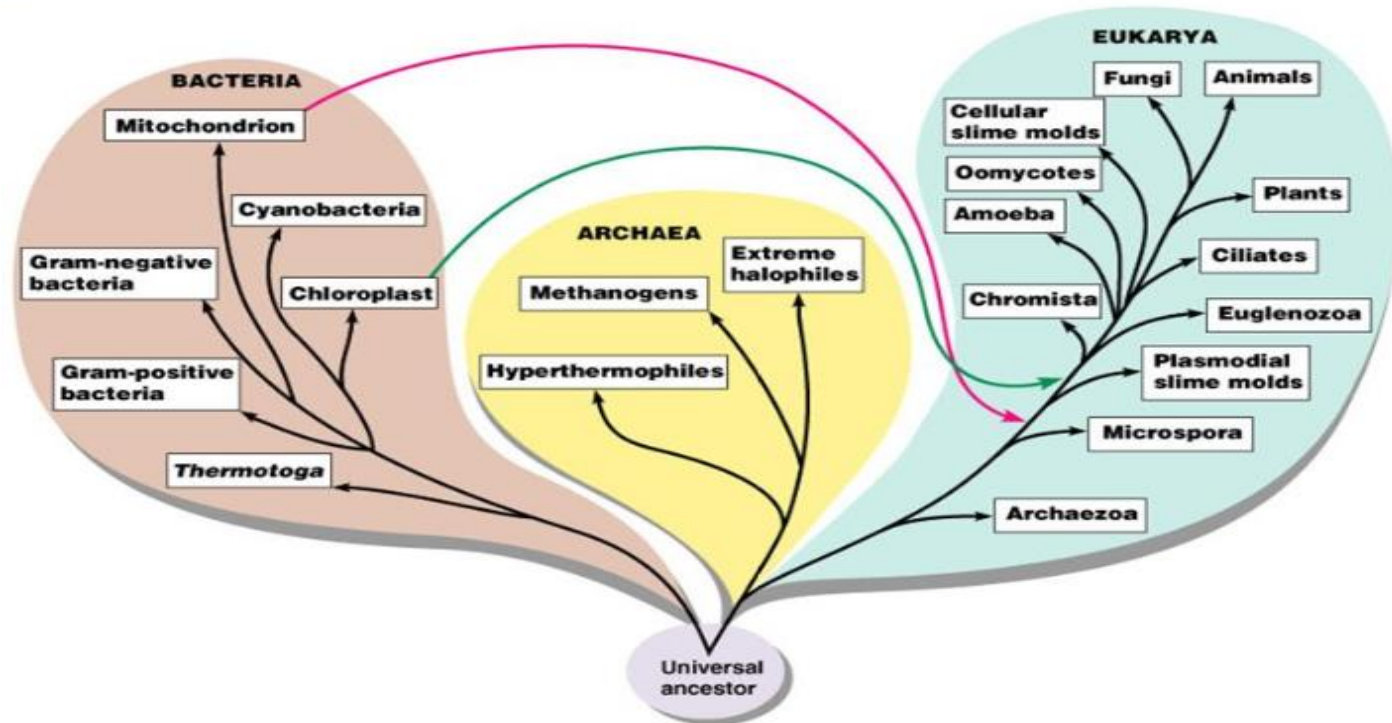 BACTERIA
Mitochondrion
Cyanobacteria
Gram-negative
bacteria
Chloroplast
Gram-positive
bacteria
Thermotoga
ARCHAEA
Extreme
halophiles
Methanogens
Hyperthermophiles
EUKARYA
Fungi
Animals
Cellular
slime molds
Oomycotes
Plants
Amoeba
Ciliates
Chromista
Euglenozoa
Plasmodial
slime molds
Microspora
Archaezoa
Universal
ancestor